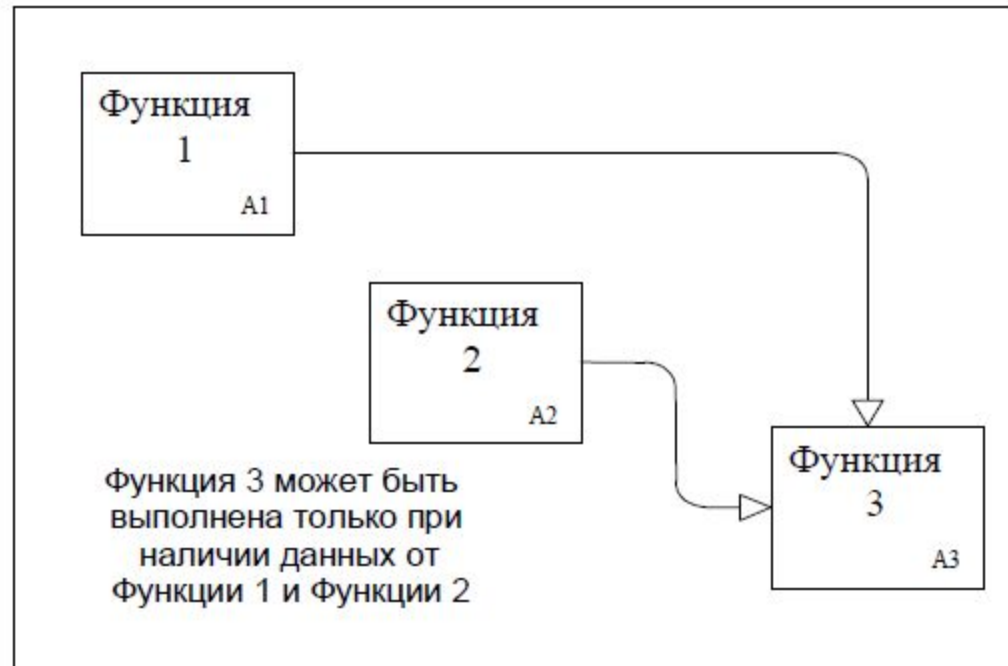 Функция
1
A1
Функция
2
A2
Функция
3
A3
Функция 3 может быть
выполнена только при
наличии данных от
Функции 1 и Функции 2